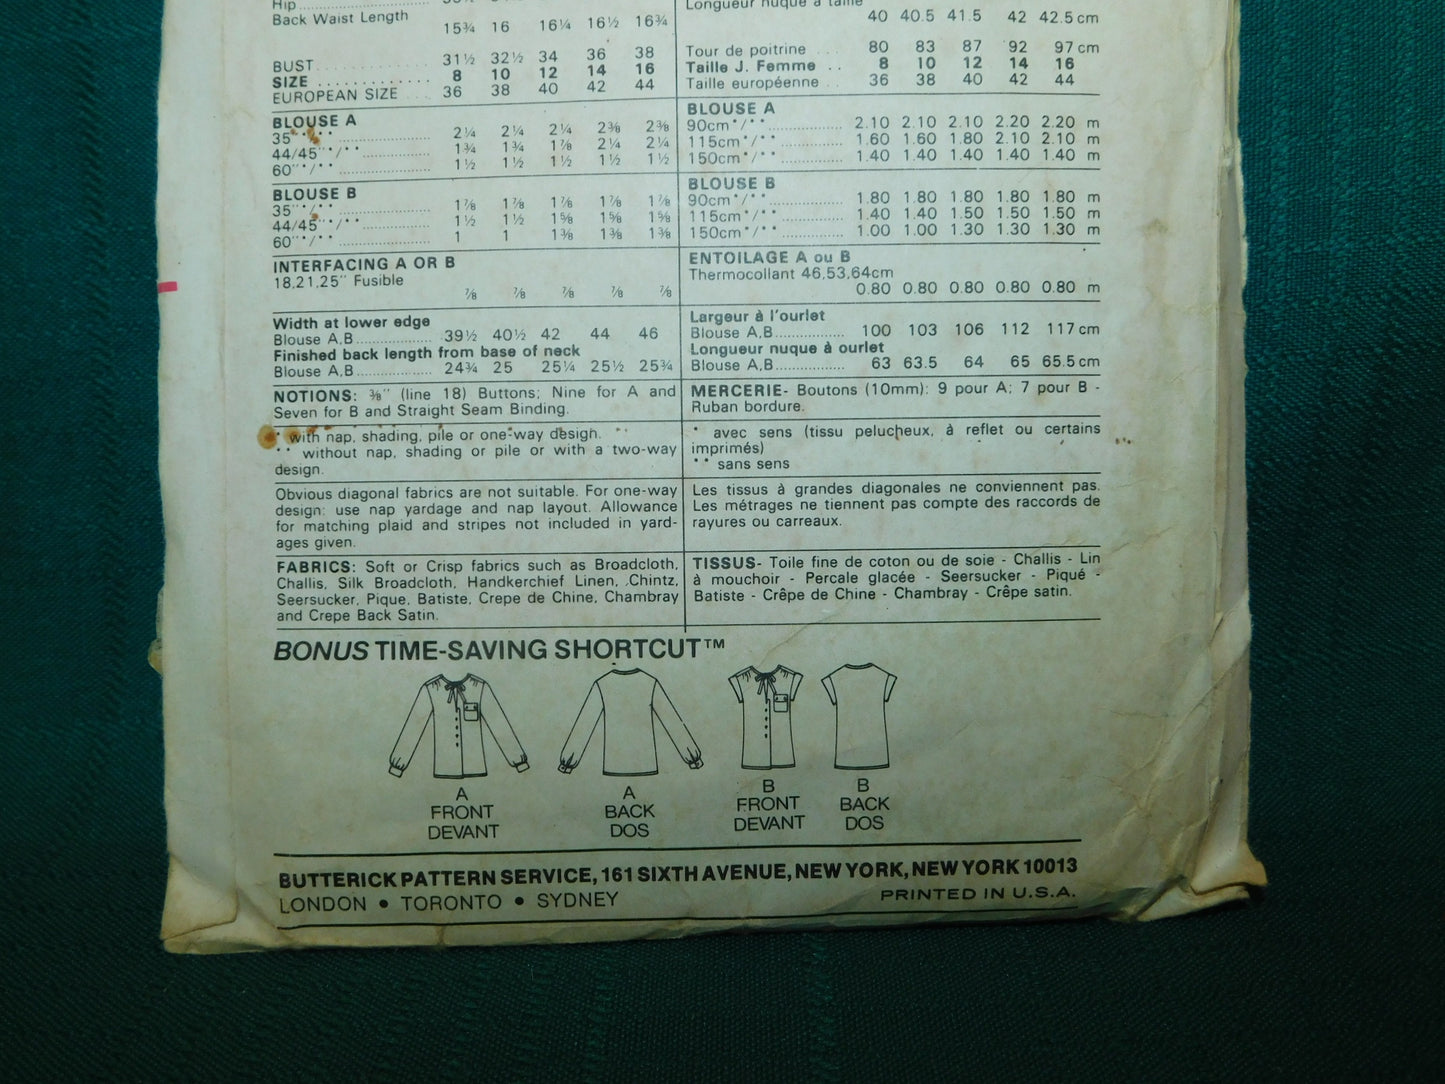 Hip
Back Waist Length
15¾ 16 16¼ 16½ 16¾
BUST 31½ 32½ 34 36 38
SIZE 8 10 12 14 16
EUROPEAN SIZE 36 38 40 42 44
BLOUSE A
35"*/** 2¼ 2¼ 2¼ 2⅜ 2⅜
44/45"*/** 1¾ 1¾ 1⅞ 2¼ 2¼
60"*/** 1½ 1½ 1½ 1½ 1½
BLOUSE B
35"*/** 1⅞ 1⅞ 1⅞ 1⅞ 1⅞
44/45"*/** 1½ 1½ 1⅝ 1⅝ 1⅝
60"*/** 1 1 1⅜ 1⅜ 1⅜
INTERFACING A OR B
18,21,25" Fusible
⅞ ⅞ ⅞ ⅞ ⅞
Width at lower edge
Blouse A,B 39½ 40½ 42 44 46
Finished back length from base of neck
Blouse A,B 24¾ 25 25¼ 25½ 25¾
NOTIONS: ⅜" (line 18) Buttons; Nine for A and
Seven for B and Straight Seam Binding.
* with nap, shading, pile or one-way design.
** without nap, shading or pile or with a two-way
design.
Obvious diagonal fabrics are not suitable. For one-way
design: use nap yardage and nap layout. Allowance
for matching plaid and stripes not included in yard-
ages given.
FABRICS: Soft or Crisp fabrics such as Broadcloth,
Challis, Silk Broadcloth, Handkerchief Linen, Chintz,
Seersucker, Pique, Batiste, Crepe de Chine, Chambray
and Crepe Back Satin.
Longueur nuque à taille
40 40.5 41.5 42 42.5 cm
Tour de poitrine 80 83 87 92 97 cm
Taille J. Femme 8 10 12 14 16
Taille européenne 36 38 40 42 44
BLOUSE A
90cm*/** 2.10 2.10 2.10 2.20 2.20 m
115cm*/** 1.60 1.60 1.80 2.10 2.10 m
150cm*/** 1.40 1.40 1.40 1.40 1.40 m
BLOUSE B
90cm*/** 1.80 1.80 1.80 1.80 1.80 m
115cm*/** 1.40 1.40 1.50 1.50 1.50 m
150cm*/** 1.00 1.00 1.30 1.30 1.30 m
ENTOILAGE A ou B
Thermocollant 46,53,64cm
0.80 0.80 0.80 0.80 0.80 m
Largeur à l'ourlet
Blouse A,B 100 103 106 112 117 cm
Longueur nuque à ourlet
Blouse A,B 63 63.5 64 65 65.5 cm
MERCERIE- Boutons (10mm): 9 pour A; 7 pour B -
Ruban bordure.
* avec sens (tissu pelucheux, à reflet ou certains
imprimés)
** sans sens
Les tissus à grandes diagonales ne conviennent pas.
Les métrages ne tiennent pas compte des raccords de
rayures ou carreaux.
TISSUS- Toile fine de coton ou de soie - Challis - Lin
à mouchoir - Percale glacée - Seersucker - Piqué -
Batiste - Crêpe de Chine - Chambray - Crêpe satin.
BONUS TIME-SAVING SHORTCUT™
A
FRONT
DEVANT
A
BACK
DOS
B
FRONT
DEVANT
B
BACK
DOS
BUTTERICK PATTERN SERVICE, 161 SIXTH AVENUE, NEW YORK, NEW YORK 10013
LONDON • TORONTO • SYDNEY PRINTED IN U.S.A.